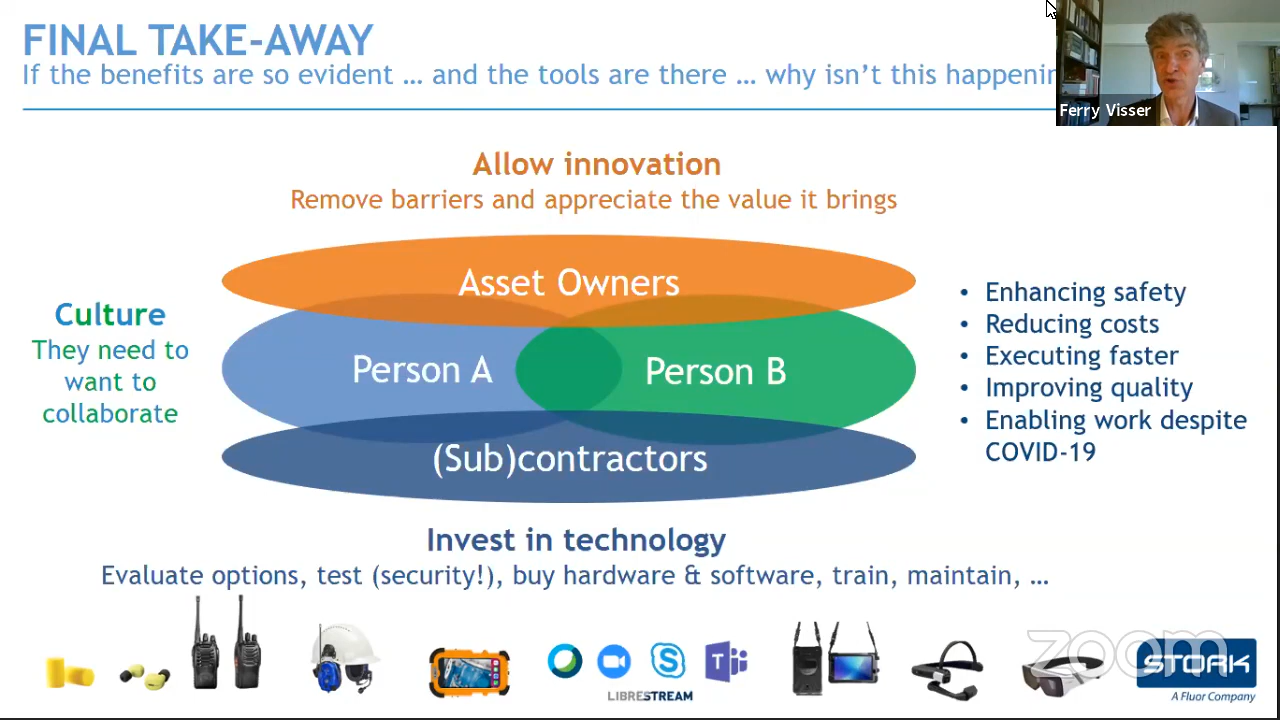 FINAL TAKE-AWAY
If the benefits are so evident … and the tools are there … why isn't this happenin
Ferry Visser
Allow innovation
Remove barriers and appreciate the value it brings
Asset Owners
Culture
They need to
want to
collaborate
Person A
Person B
(Sub)contractors
• Enhancing safety
• Reducing costs
• Executing faster
• Improving quality
• Enabling work despite
COVID-19
Invest in technology
Evaluate options, test (security!), buy hardware & software, train, maintain, …
LIBRESTREAM
zoom
STORK
A Fluor Company